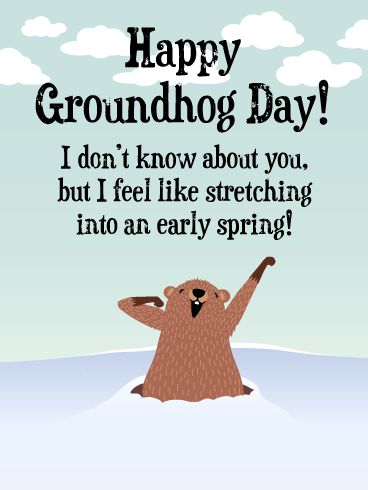 Happy
Groundhog Day!
I don't know about you,
but I feel like stretching
into an early spring!